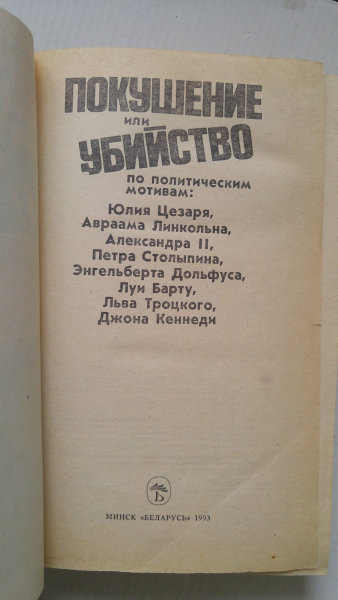 ПОКУШЕНИЕ
ИЛИ
УБИЙСТВО
по политическим
мотивам:
Юлия Цезаря,
Авраама Линкольна,
Александра II,
Петра Столыпина,
Энгельберта Дольфуса,
Луи Барту,
Льва Троцкого,
Джона Кеннеди
Б
МИНСК «БЕЛАРУСЬ» 1993